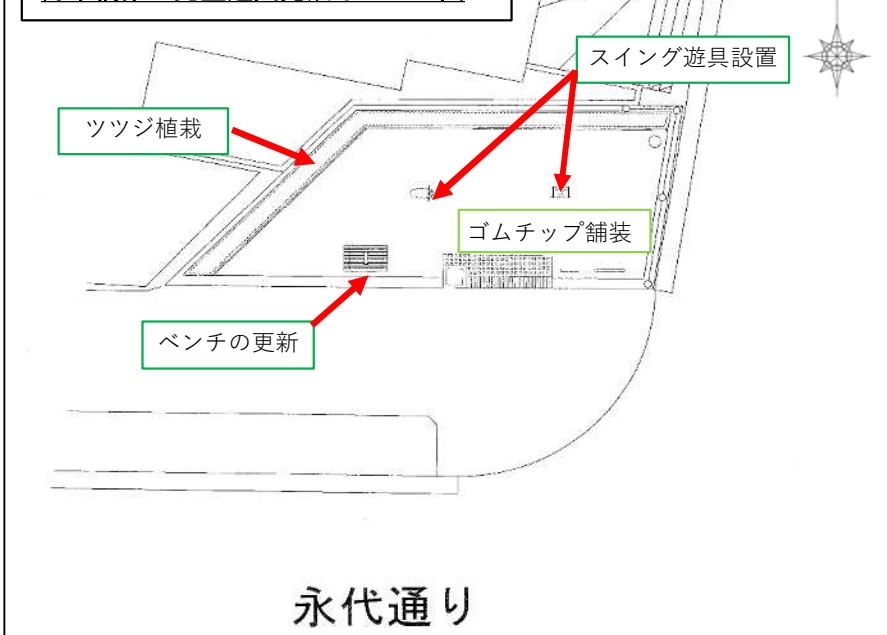 スイング遊具設置
ツツジ植栽
ゴムチップ舗装
ベンチの更新
永代通り